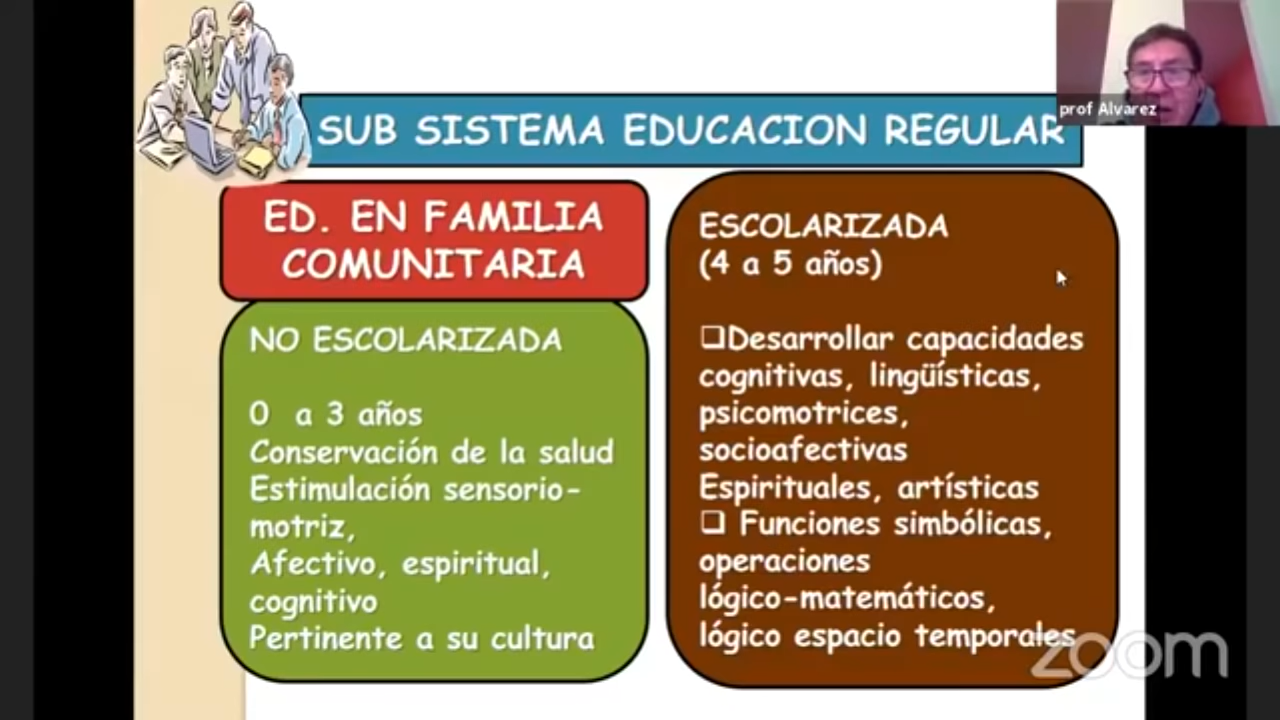 prof Alvarez
SUB SISTEMA EDUCACION REGULAR
ED. EN FAMILIA
COMUNITARIA
NO ESCOLARIZADA
0 a 3 años
Conservación de la salud
Estimulación sensorio-
motriz,
Afectivo, espiritual,
cognitivo
Pertinente a su cultura
ESCOLARIZADA
(4 a 5 años)
❑Desarrollar capacidades
cognitivas, lingüísticas,
psicomotrices,
socioafectivas
Espirituales, artísticas
❑ Funciones simbólicas,
operaciones
lógico-matemáticos,
lógico espacio temporales
zoom